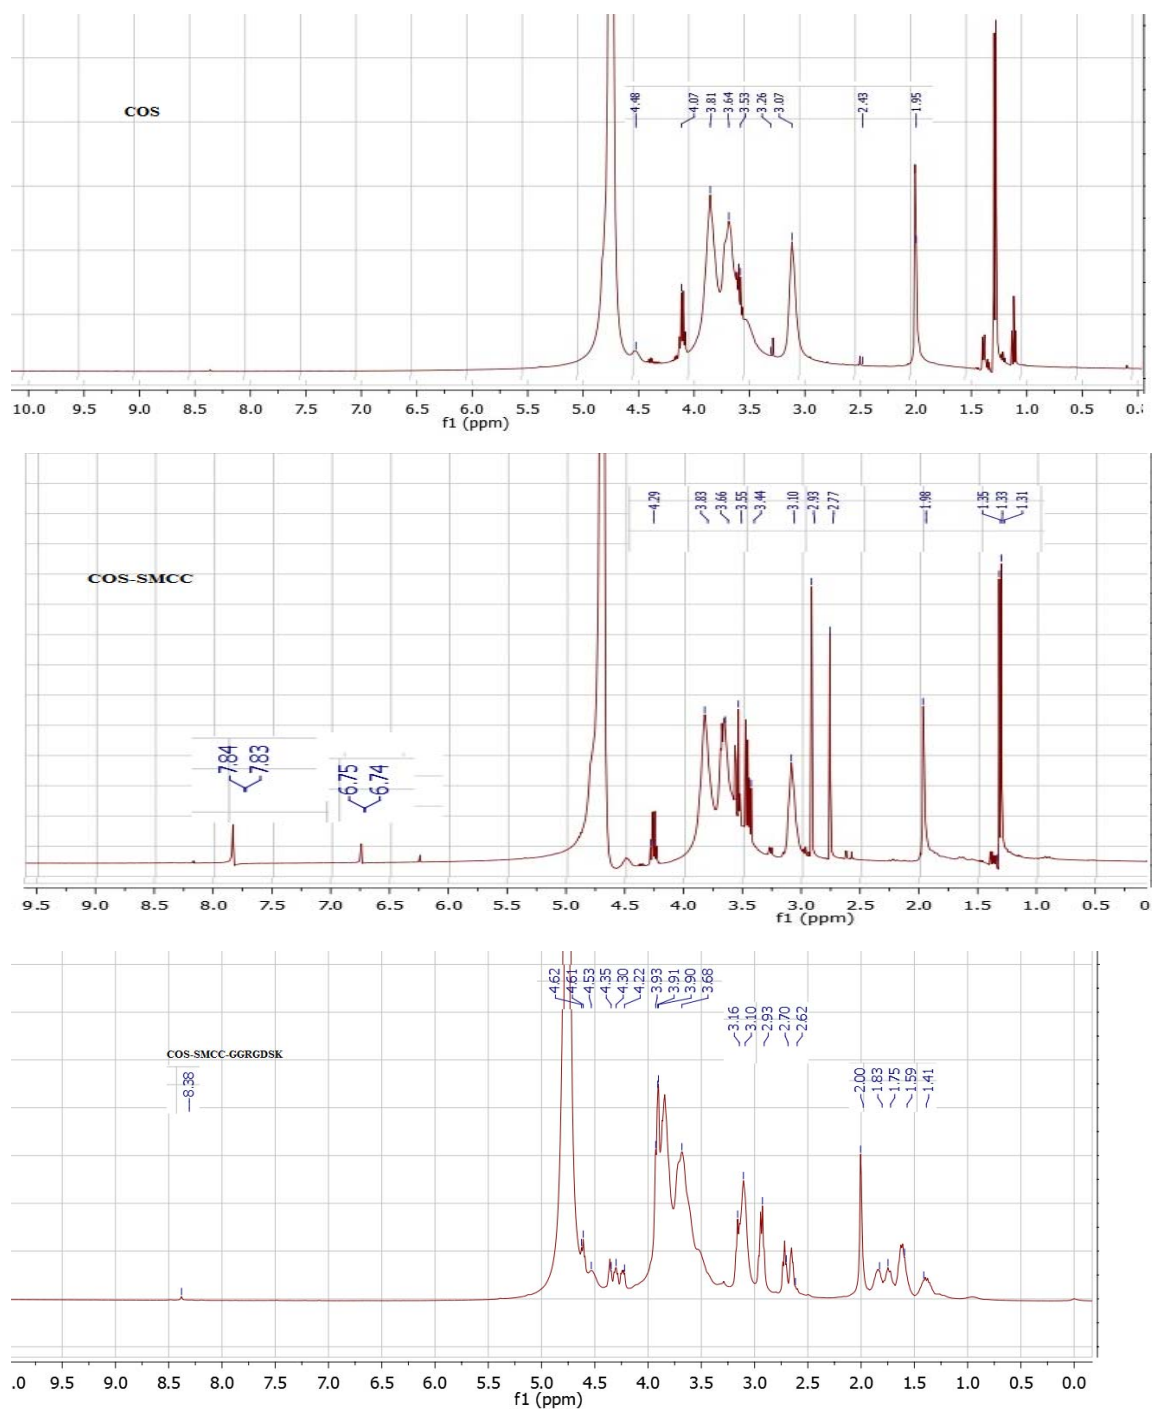 COS
4.48 4.07 3.81 3.64 3.53 3.26 3.07 2.43 1.95
10.0 9.5 9.0 8.5 8.0 7.5 7.0 6.5 6.0 5.5 5.0 4.5 4.0 3.5 3.0 2.5 2.0 1.5 1.0 0.5
f1 (ppm)
4.29 3.83 3.66 3.55 3.44 3.10 2.93 2.77 1.98 1.35 1.33 1.31
COS-SMCC
7.84 7.83 6.75 6.74
9.5 9.0 8.5 8.0 7.5 7.0 6.5 6.0 5.5 5.0 4.5 4.0 3.5 3.0 2.5 2.0 1.5 1.0 0.5 0
f1 (ppm)
4.62 4.61 4.53 4.35 4.30 4.22 3.93 3.91 3.90 3.68
3.16 3.10 2.93 2.70 2.62
COS-SMCC-GGRGDSK
8.38
2.00 1.83 1.75 1.59 1.41
.0 9.5 9.0 8.5 8.0 7.5 7.0 6.5 6.0 5.5 5.0 4.5 4.0 3.5 3.0 2.5 2.0 1.5 1.0 0.5 0.0
f1 (ppm)